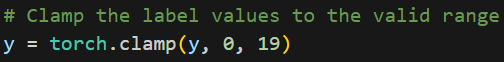 # Clamp the label values to the valid range
y = torch.clamp(y, 0, 19)